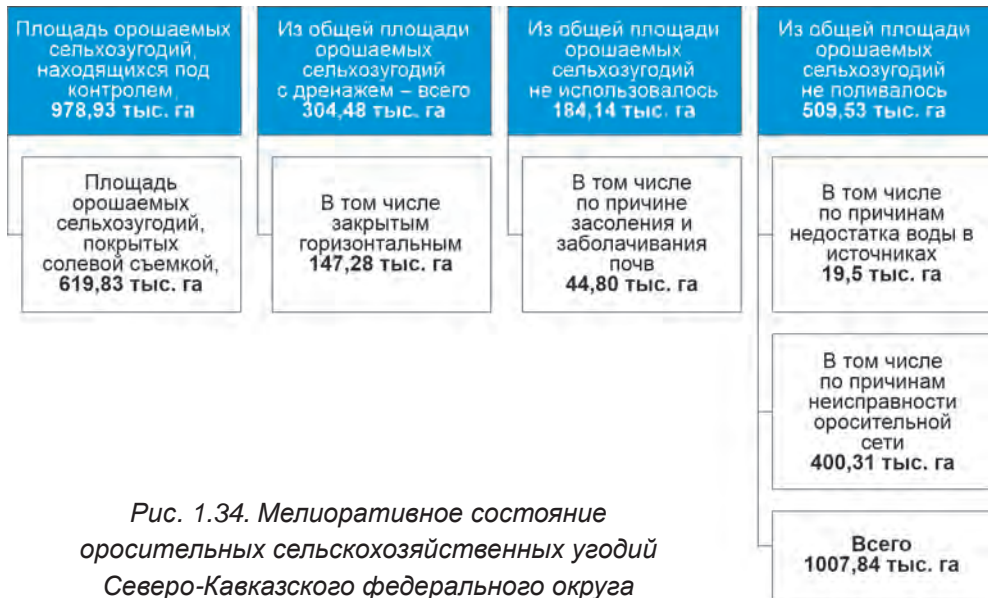 Площадь орошаемых
сельхозугодий,
находящихся под
контролем,
978,93 тыс. га
Площадь
орошаемых
сельхозугодий,
покрытых
солевой съемкой,
619,83 тыс. га
Из общей площади
орошаемых
сельхозугодий
с дренажем – всего
304,48 тыс. га
В том числе
закрытым
горизонтальным
147,28 тыс. га
Из общей площади
орошаемых
сельхозугодий
не использовалось
184,14 тыс. га
В том числе
по причине
засоления и
заболачивания
почв
44,80 тыс. га
Из общей площади
орошаемых
сельхозугодий
не поливалось
509,53 тыс. га
В том числе
по причинам
недостатка воды в
источниках
19,5 тыс. га
В том числе
по причинам
неисправности
оросительной
сети
400,31 тыс. га
Всего
1007,84 тыс. га
Рис. 1.34. Мелиоративное состояние
оросительных сельскохозяйственных угодий
Северо-Кавказского федерального округа